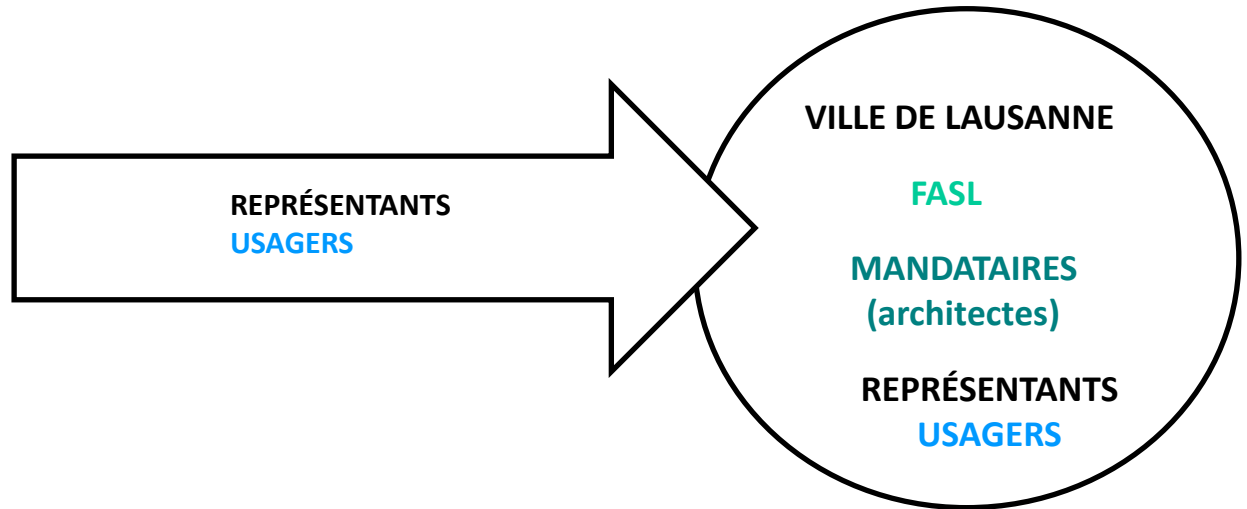 REPRÉSENTANTS
USAGERS
VILLE DE LAUSANNE
FASL
MANDATAIRES
(architectes)
REPRÉSENTANTS
USAGERS